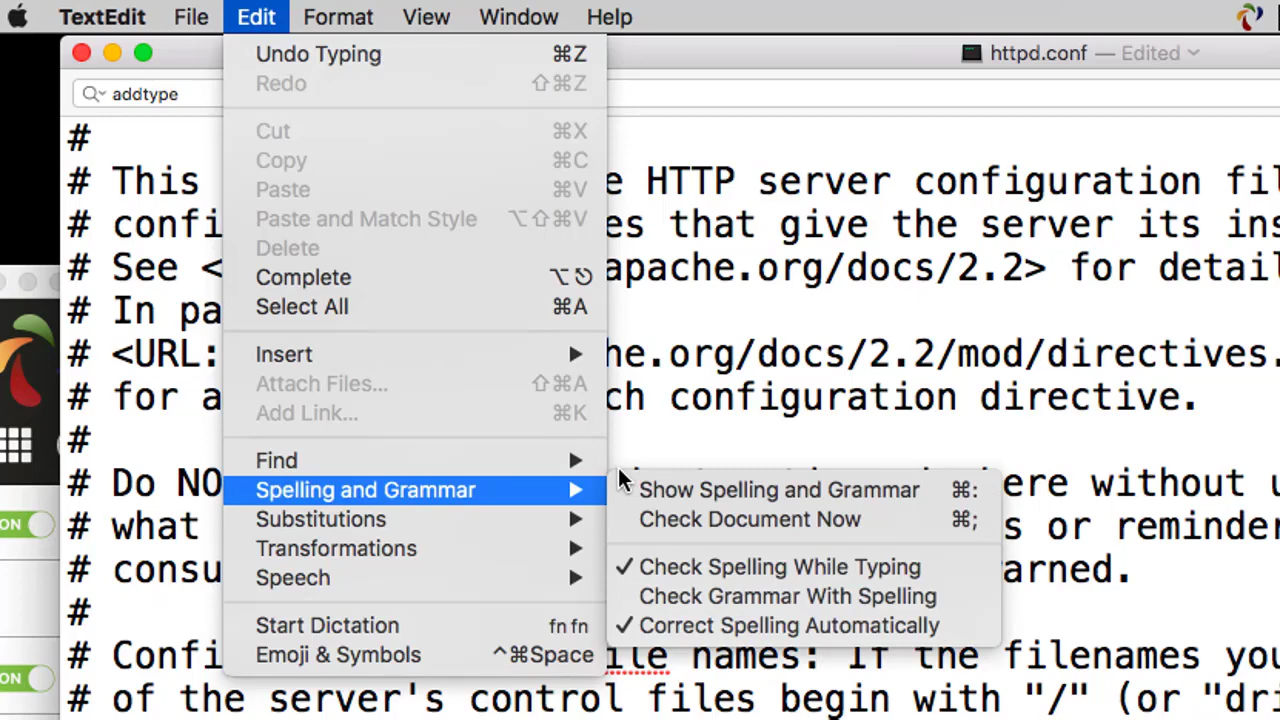 TextEdit File Edit Format View Window Help
httpd.conf — Edited
addtype
Undo Typing ⌘Z
Redo ⇧⌘Z
Cut ⌘X
Copy ⌘C
Paste ⌘V
Paste and Match Style ⌥⇧⌘V
Delete
Complete ⌥⎋
Select All ⌘A
Insert ▶
Attach Files... ⇧⌘A
Add Link... ⌘K
Find ▶
Spelling and Grammar ▶
Substitutions ▶
Transformations ▶
Speech ▶
Start Dictation fn fn
Emoji & Symbols ^⌘Space
Show Spelling and Grammar ⌘:
Check Document Now ⌘;
✓ Check Spelling While Typing
Check Grammar With Spelling
✓ Correct Spelling Automatically
#
# This e HTTP server configuration fil
# confi es that give the server its ins
# See < apache.org/docs/2.2> for detail
# In pa
# <URL: he.org/docs/2.2/mod/directives.
# for a ch configuration directive.
#
# Do NO ere without u
# what s or reminder
# consu arned.
#
# Confi ile names: If the filenames you
# of the server's control files begin with "/" (or "dri
ON
ON